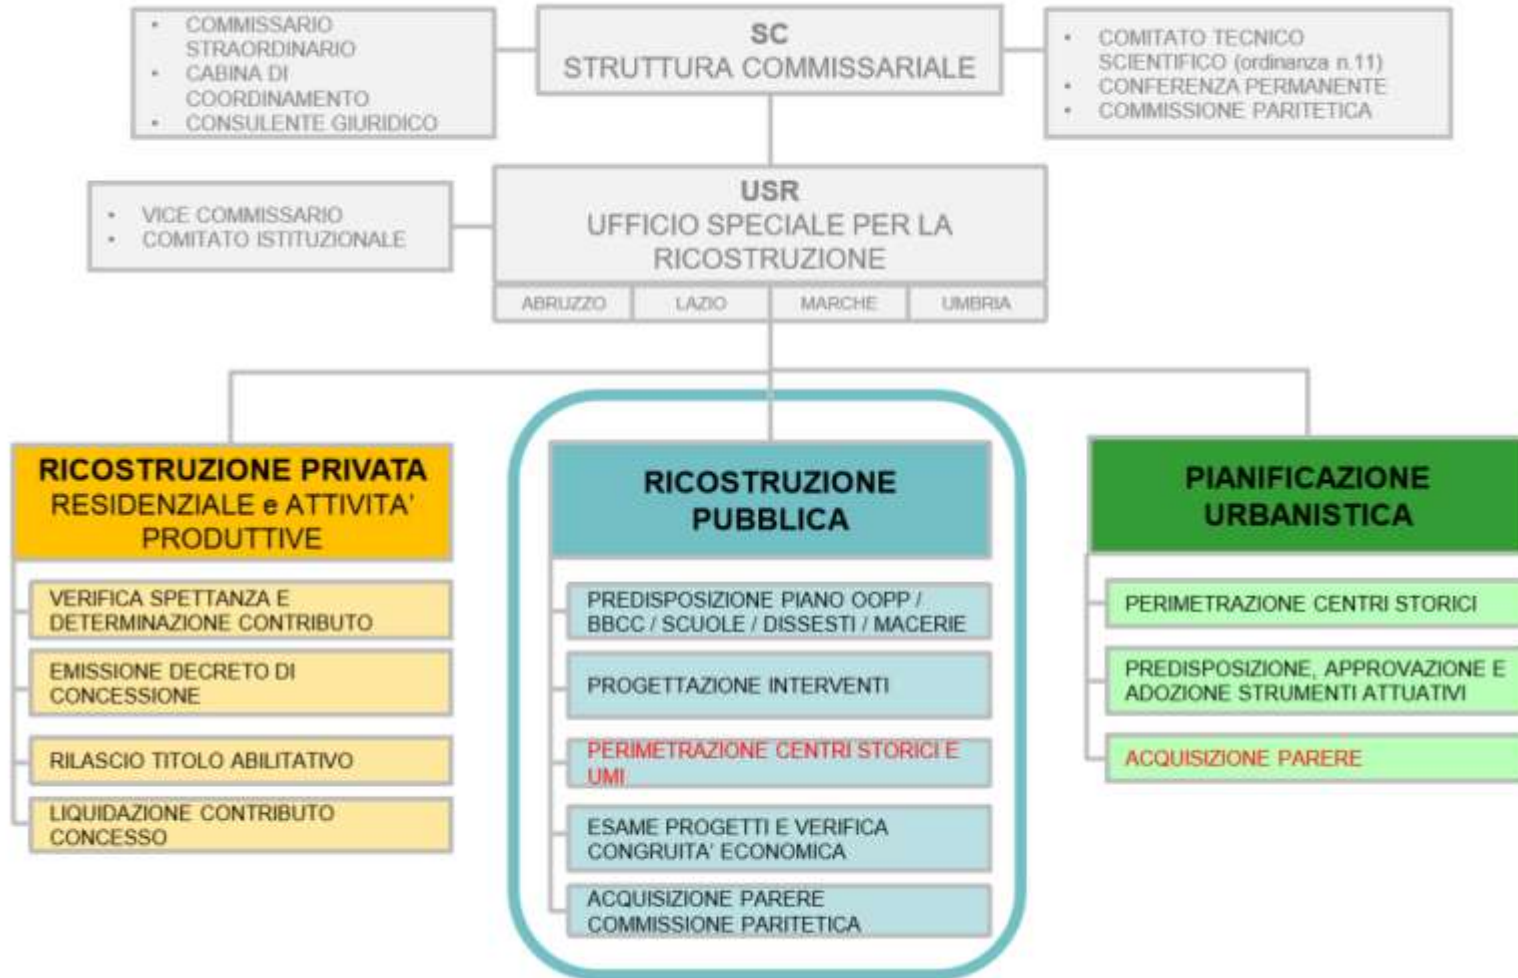 • COMMISSARIO
STRAORDINARIO
• CABINA DI
COORDINAMENTO
• CONSULENTE GIURIDICO
SC
STRUTTURA COMMISSARIALE
• COMITATO TECNICO
SCIENTIFICO (ordinanza n.11)
• CONFERENZA PERMANENTE
• COMMISSIONE PARITETICA
• VICE COMMISSARIO
• COMITATO ISTITUZIONALE
USR
UFFICIO SPECIALE PER LA
RICOSTRUZIONE
ABRUZZO
LAZIO
MARCHE
UMBRIA
RICOSTRUZIONE PRIVATA
RESIDENZIALE e ATTIVITA'
PRODUTTIVE
VERIFICA SPETTANZA E
DETERMINAZIONE CONTRIBUTO
EMISSIONE DECRETO DI
CONCESSIONE
RILASCIO TITOLO ABILITATIVO
LIQUIDAZIONE CONTRIBUTO
CONCESSO
RICOSTRUZIONE
PUBBLICA
PREDISPOSIZIONE PIANO OOPP /
BBCC / SCUOLE / DISSESTI / MACERIE
PROGETTAZIONE INTERVENTI
PERIMETRAZIONE CENTRI STORICI E
UMI
ESAME PROGETTI E VERIFICA
CONGRUITA' ECONOMICA
ACQUISIZIONE PARERE
COMMISSIONE PARITETICA
PIANIFICAZIONE
URBANISTICA
PERIMETRAZIONE CENTRI STORICI
PREDISPOSIZIONE, APPROVAZIONE E
ADOZIONE STRUMENTI ATTUATIVI
ACQUISIZIONE PARERE